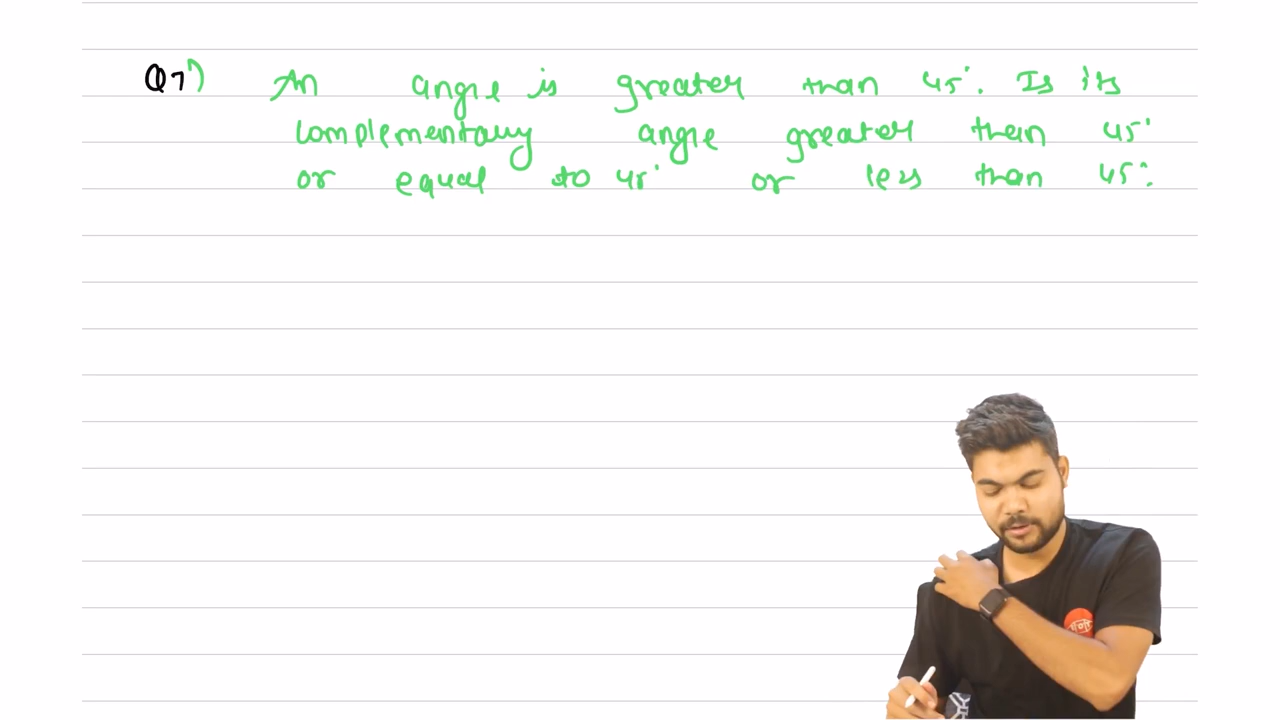 Q7) An angle is greater than 45°. Is its
complementary angle greater than 45°
or equal to 45° or less than 45°.